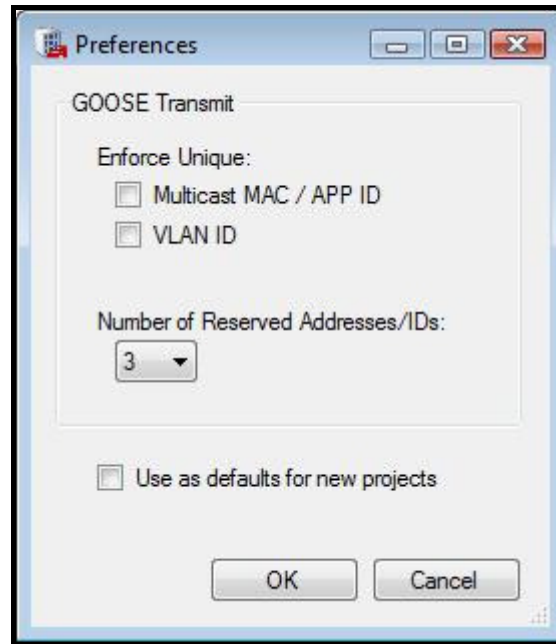 Preferences
GOOSE Transmit
Enforce Unique:
Multicast MAC / APP ID
VLAN ID
Number of Reserved Addresses/IDs:
3
Use as defaults for new projects
OK Cancel